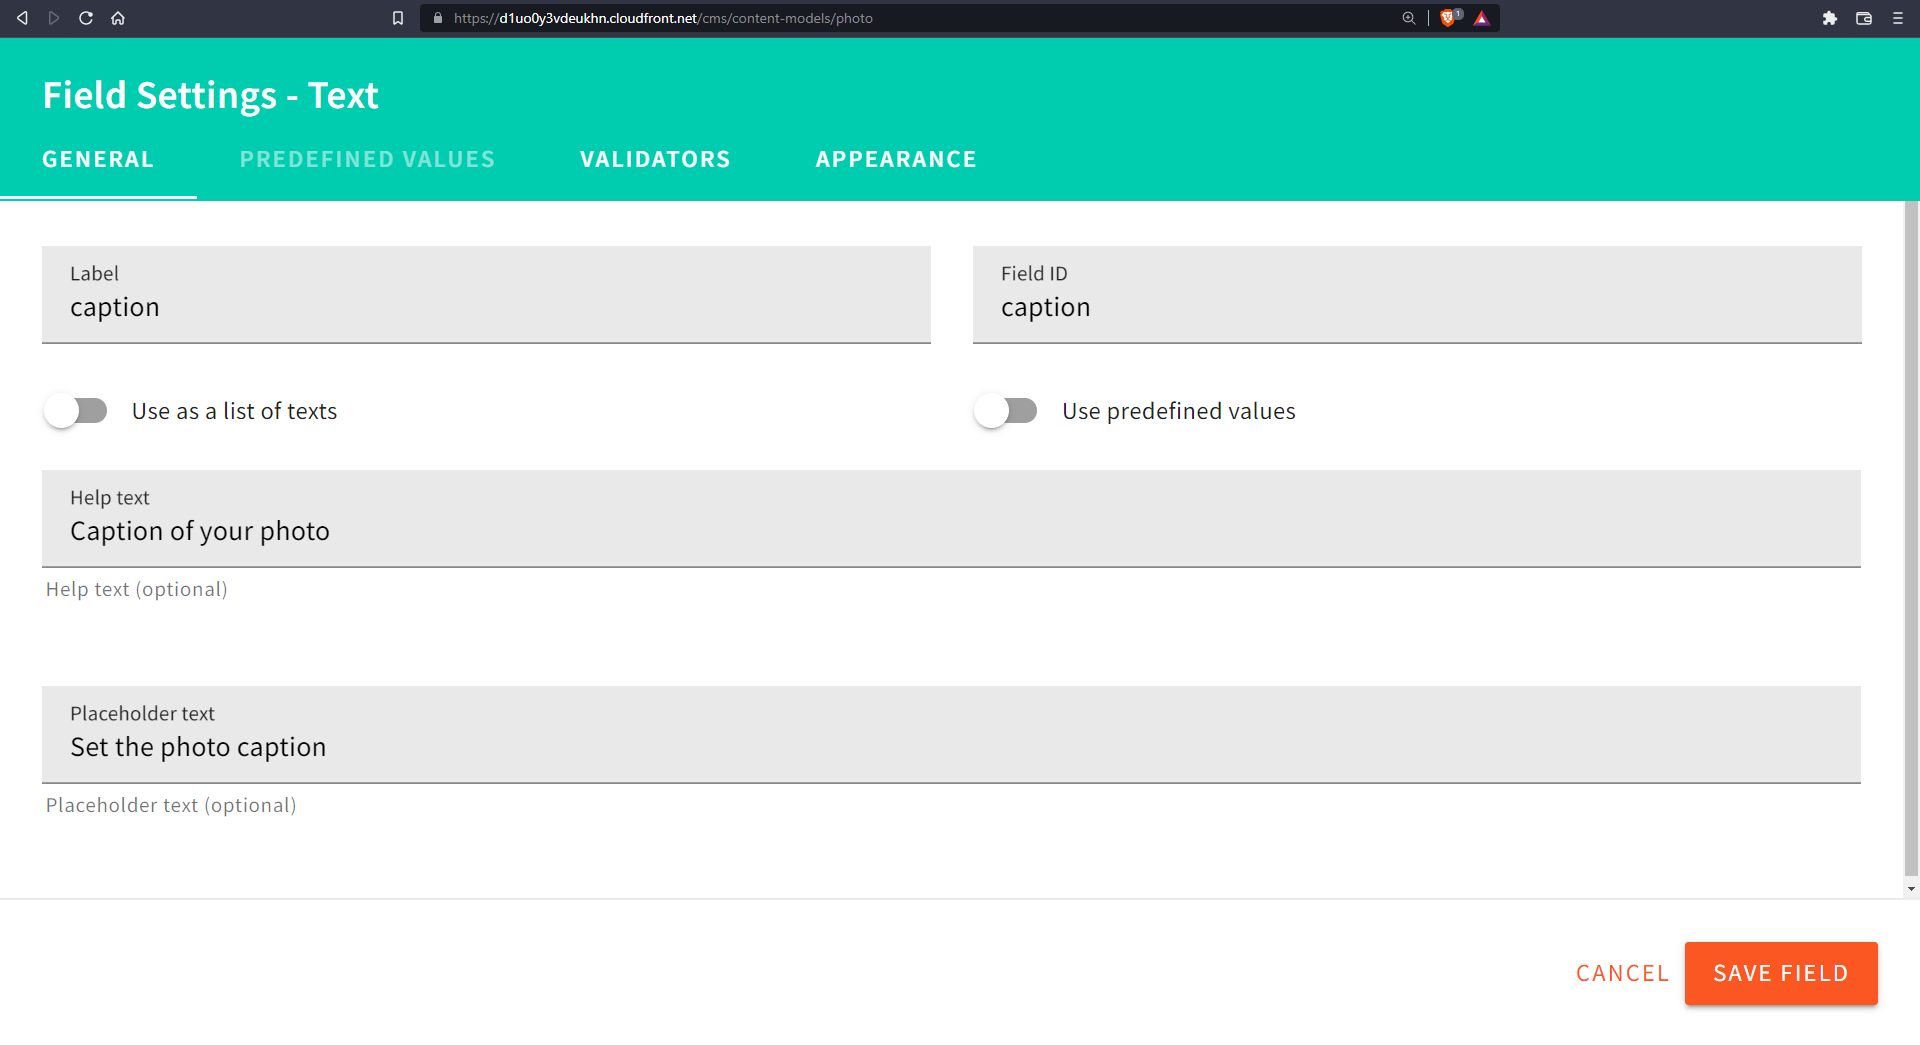 https://d1uo0y3vdeukhn.cloudfront.net/cms/content-models/photo
1
Field Settings - Text
GENERAL PREDEFINED VALUES VALIDATORS APPEARANCE
Label
caption
Field ID
caption
Use as a list of texts
Use predefined values
Help text
Caption of your photo
Help text (optional)
Placeholder text
Set the photo caption
Placeholder text (optional)
CANCEL
SAVE FIELD